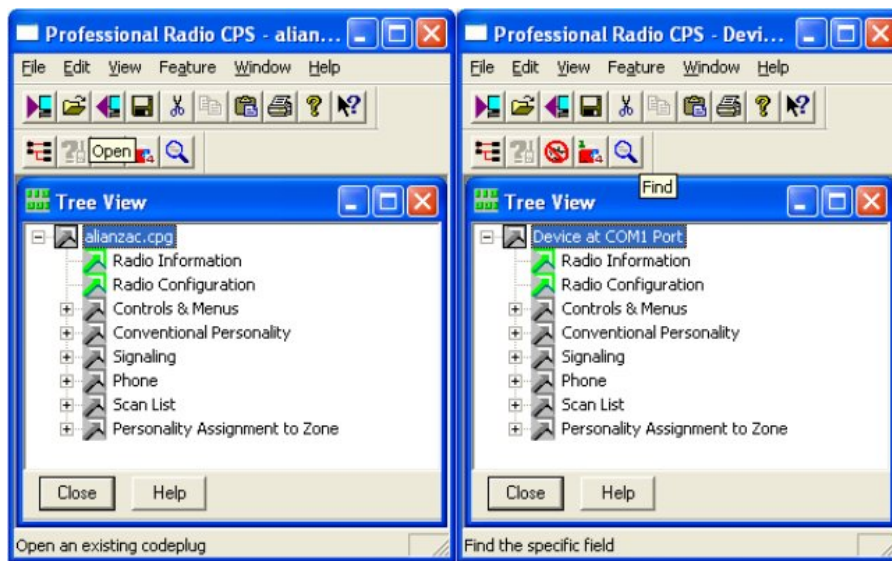 Professional Radio CPS - alian...
File Edit View Feature Window Help
Open
Tree View
alianzac.cpg
Radio Information
Radio Configuration
Controls & Menus
Conventional Personality
Signaling
Phone
Scan List
Personality Assignment to Zone
Close Help
Open an existing codeplug
Professional Radio CPS - Devi...
File Edit View Feature Window Help
Find
Tree View
Device at COM1 Port
Radio Information
Radio Configuration
Controls & Menus
Conventional Personality
Signaling
Phone
Scan List
Personality Assignment to Zone
Close Help
Find the specific field